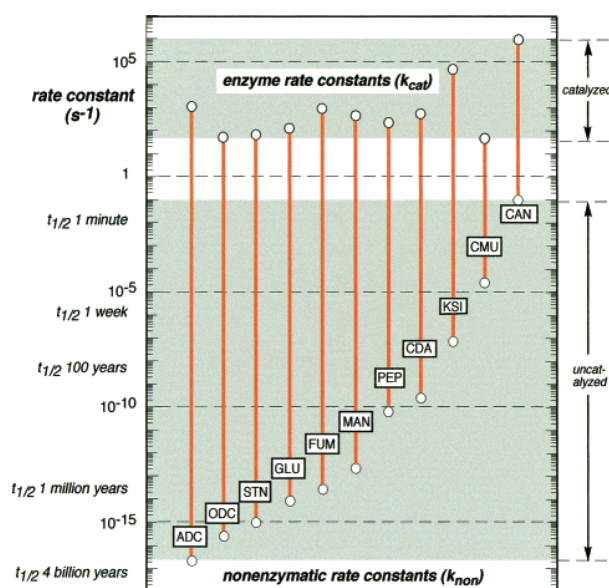 10⁵
enzyme rate constants (kcat)
rate constant
(s-1)
catalyzed
1
t1/2 1 minute
CAN
CMU
10⁻⁵
t1/2 1 week
KSI
CDA
t1/2 100 years
uncat-
alyzed
PEP
10⁻¹⁰
MAN
FUM
GLU
t1/2 1 million years
STN
ODC
10⁻¹⁵
ADC
t1/2 4 billion years
nonenzymatic rate constants (knon)